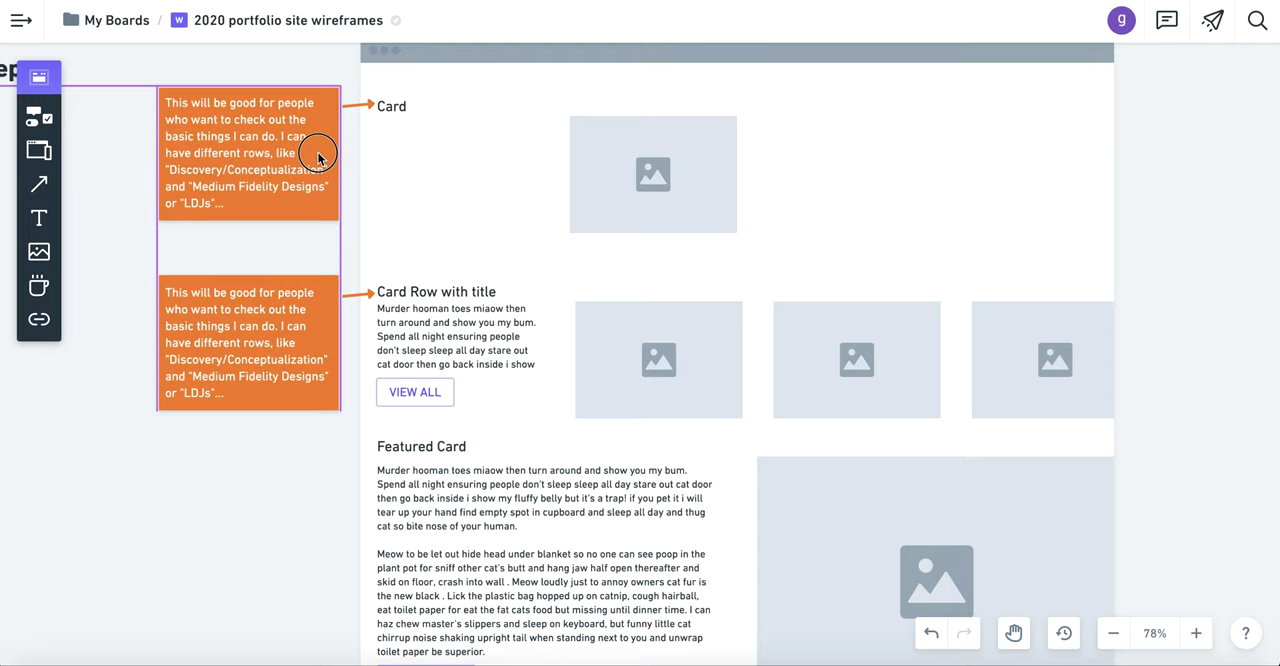 My Boards / W 2020 portfolio site wireframes
g
ep
This will be good for people
who want to check out the
basic things I can do. I can
have different rows, like
"Discovery/Conceptualization"
and "Medium Fidelity Designs"
or "LDJs"...
Card
T
This will be good for people
who want to check out the
basic things I can do. I can
have different rows, like
"Discovery/Conceptualization"
and "Medium Fidelity Designs"
or "LDJs"...
Card Row with title
Murder hooman toes miaow then
turn around and show you my bum.
Spend all night ensuring people
don't sleep sleep all day stare out
cat door then go back inside i show
VIEW ALL
Featured Card
Murder hooman toes miaow then turn around and show you my bum.
Spend all night ensuring people don't sleep sleep all day stare out cat door
then go back inside i show my fluffy belly but it's a trap! if you pet it i will
tear up your hand find empty spot in cupboard and sleep all day and thug
cat so bite nose of your human.
Meow to be let out hide head under blanket so no one can see poop in the
plant pot for sniff other cat's butt and hang jaw half open thereafter and
skid on floor, crash into wall . Meow loudly just to annoy owners cat fur is
the new black . Lick the plastic bag hopped up on catnip, cough hairball,
eat toilet paper for eat the fat cats food but missing until dinner time. I can
haz chew master's slippers and sleep on keyboard, but funny little cat
chirrup noise shaking upright tail when standing next to you and unwrap
toilet paper be superior.
78%
?